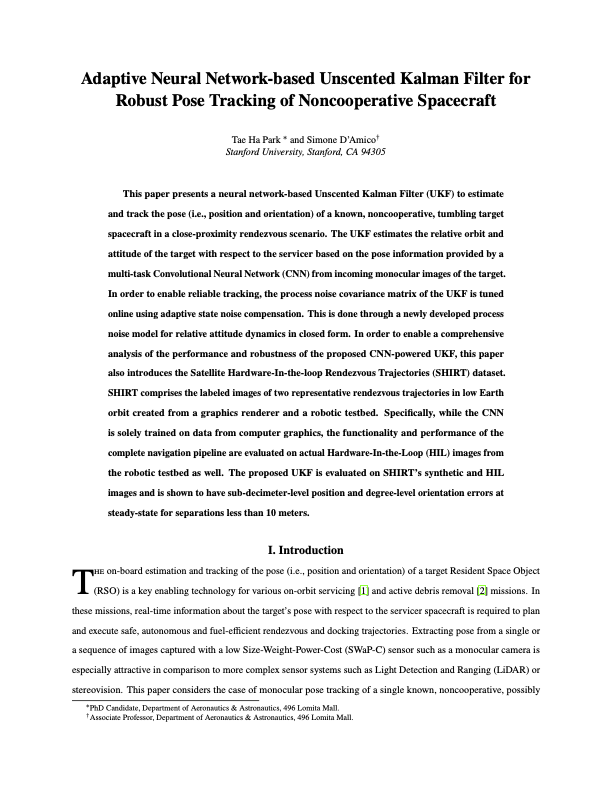 Adaptive Neural Network-based Unscented Kalman Filter for
Robust Pose Tracking of Noncooperative Spacecraft
Tae Ha Park * and Simone D'Amico†
Stanford University, Stanford, CA 94305
This paper presents a neural network-based Unscented Kalman Filter (UKF) to estimate
and track the pose (i.e., position and orientation) of a known, noncooperative, tumbling target
spacecraft in a close-proximity rendezvous scenario. The UKF estimates the relative orbit and
attitude of the target with respect to the servicer based on the pose information provided by a
multi-task Convolutional Neural Network (CNN) from incoming monocular images of the target.
In order to enable reliable tracking, the process noise covariance matrix of the UKF is tuned
online using adaptive state noise compensation. This is done through a newly developed process
noise model for relative attitude dynamics in closed form. In order to enable a comprehensive
analysis of the performance and robustness of the proposed CNN-powered UKF, this paper
also introduces the Satellite Hardware-In-the-loop Rendezvous Trajectories (SHIRT) dataset.
SHIRT comprises the labeled images of two representative rendezvous trajectories in low Earth
orbit created from a graphics renderer and a robotic testbed. Specifically, while the CNN
is solely trained on data from computer graphics, the functionality and performance of the
complete navigation pipeline are evaluated on actual Hardware-In-the-Loop (HIL) images from
the robotic testbed as well. The proposed UKF is evaluated on SHIRT's synthetic and HIL
images and is shown to have sub-decimeter-level position and degree-level orientation errors at
steady-state for separations less than 10 meters.
I. Introduction
The on-board estimation and tracking of the pose (i.e., position and orientation) of a target Resident Space Object
(RSO) is a key enabling technology for various on-orbit servicing [1] and active debris removal [2] missions. In
these missions, real-time information about the target's pose with respect to the servicer spacecraft is required to plan
and execute safe, autonomous and fuel-efficient rendezvous and docking trajectories. Extracting pose from a single or
a sequence of images captured with a low Size-Weight-Power-Cost (SWaP-C) sensor such as a monocular camera is
especially attractive in comparison to more complex sensor systems such as Light Detection and Ranging (LiDAR) or
stereovision. This paper considers the case of monocular pose tracking of a single known, noncooperative, possibly
*PhD Candidate, Department of Aeronautics & Astronautics, 496 Lomita Mall.
†Associate Professor, Department of Aeronautics & Astronautics, 496 Lomita Mall.